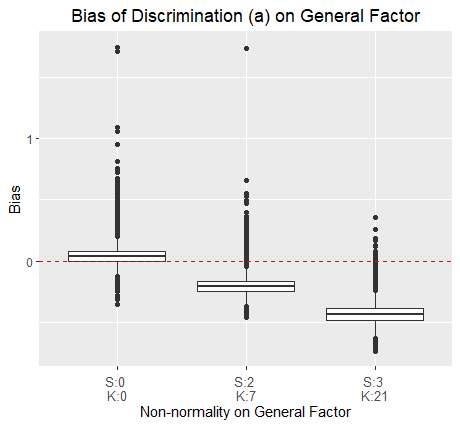 Bias of Discrimination (a) on General Factor
Bias
1
0
S:0 S:2 S:3
K:0 K:7 K:21
Non-normality on General Factor